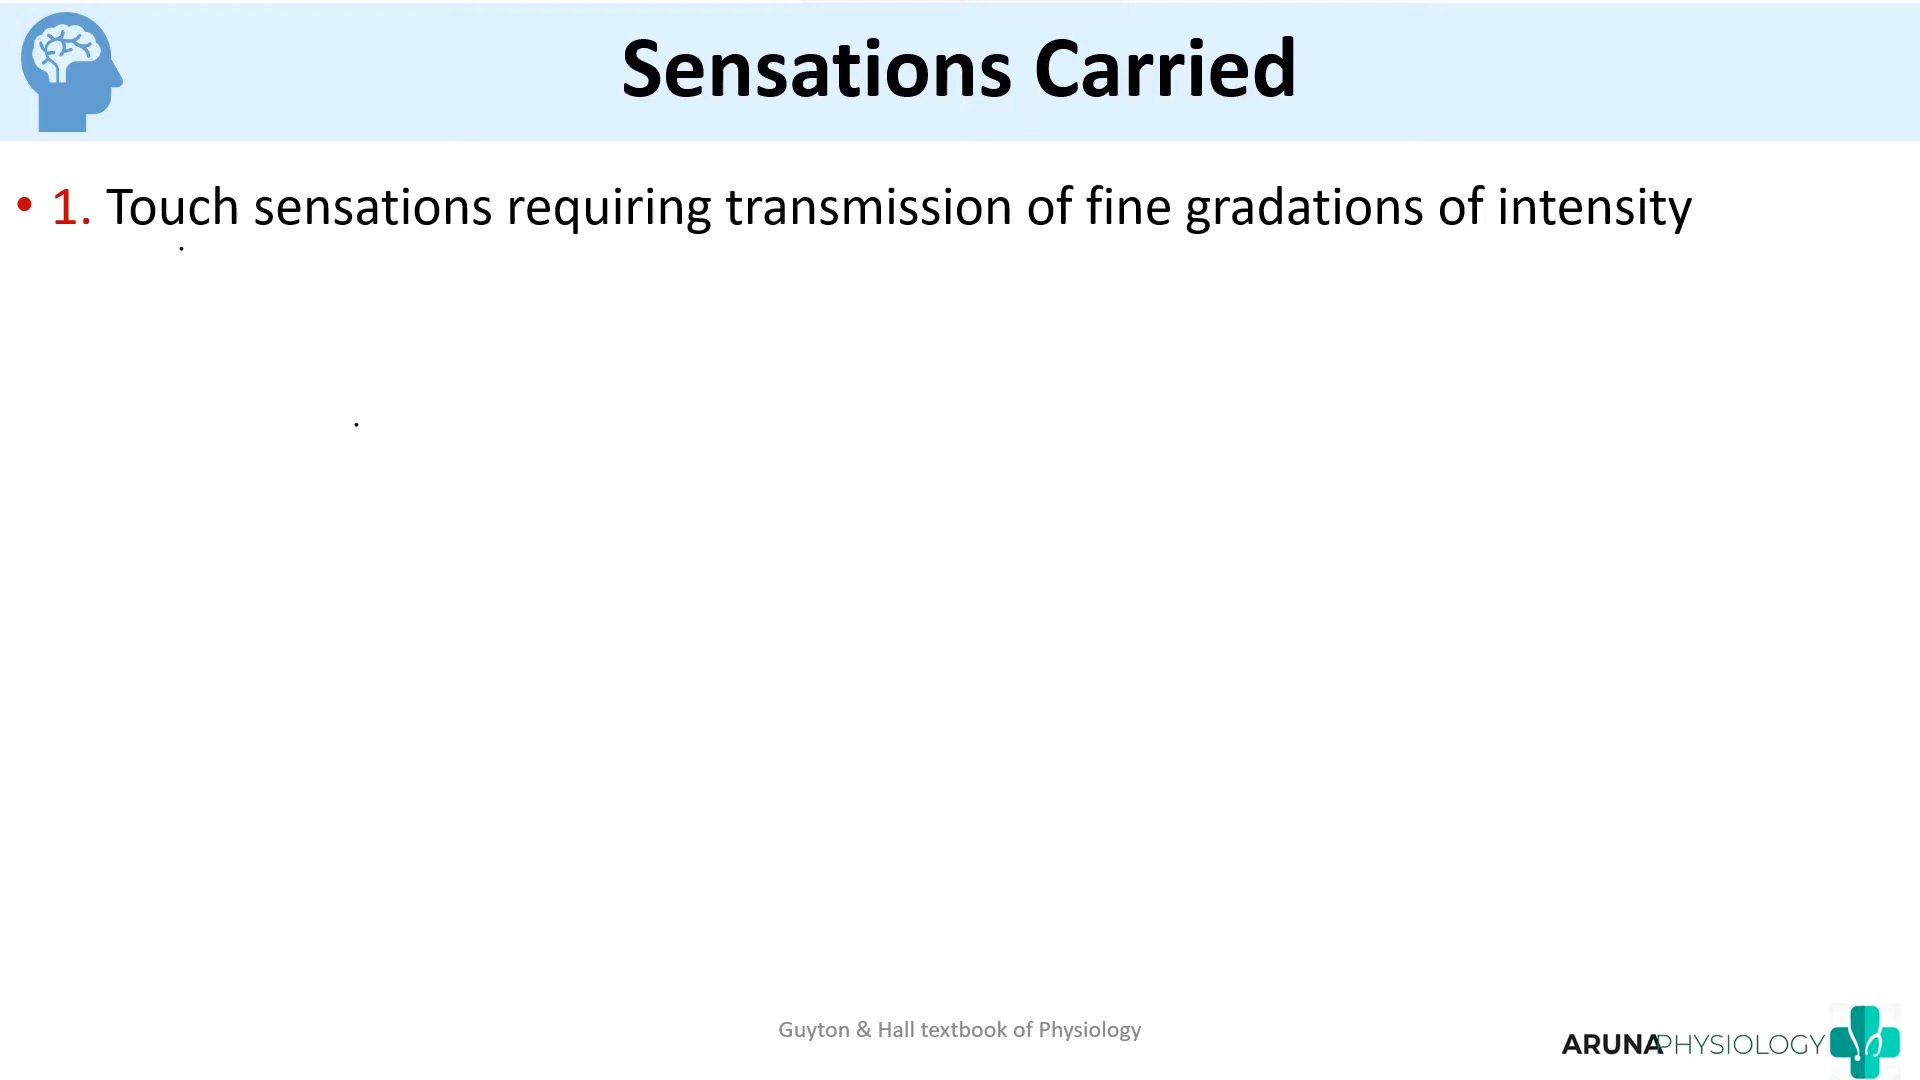 Sensations Carried
• 1. Touch sensations requiring transmission of fine gradations of intensity
Guyton & Hall textbook of Physiology
ARUNAPHYSIOLOGY